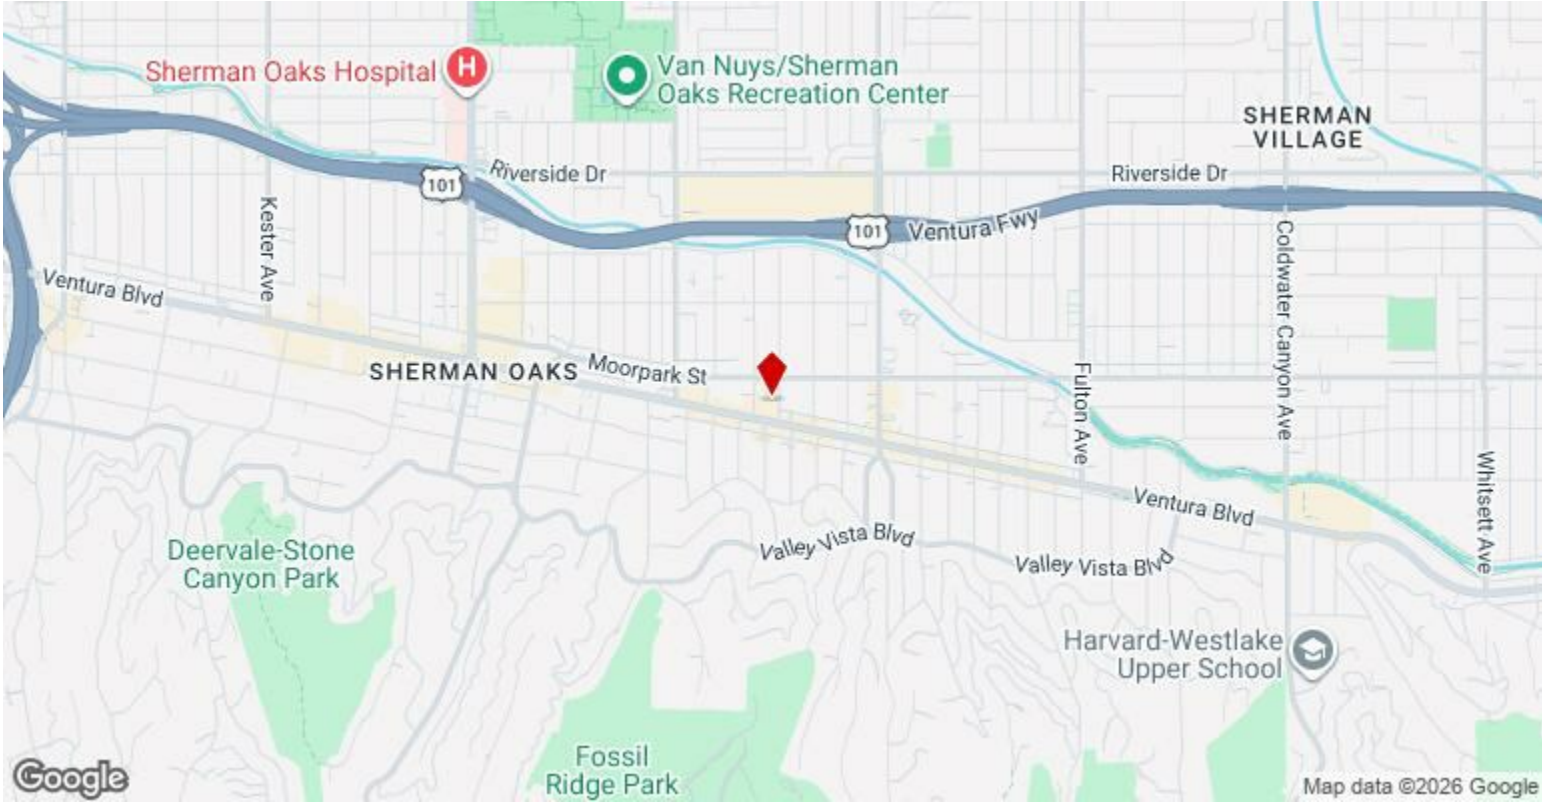 Sherman Oaks Hospital
H
Van Nuys/Sherman
Oaks Recreation Center
SHERMAN
VILLAGE
Riverside Dr
Riverside Dr
101
101
Ventura Fwy
Kester Ave
Coldwater Canyon Ave
Ventura Blvd
SHERMAN OAKS
Moorpark St
Fulton Ave
Whitsett Ave
Ventura Blvd
Valley Vista Blvd
Valley Vista Blvd
Deervale-Stone
Canyon Park
Harvard-Westlake
Upper School
Fossil
Ridge Park
Google
Map data ©2026 Google